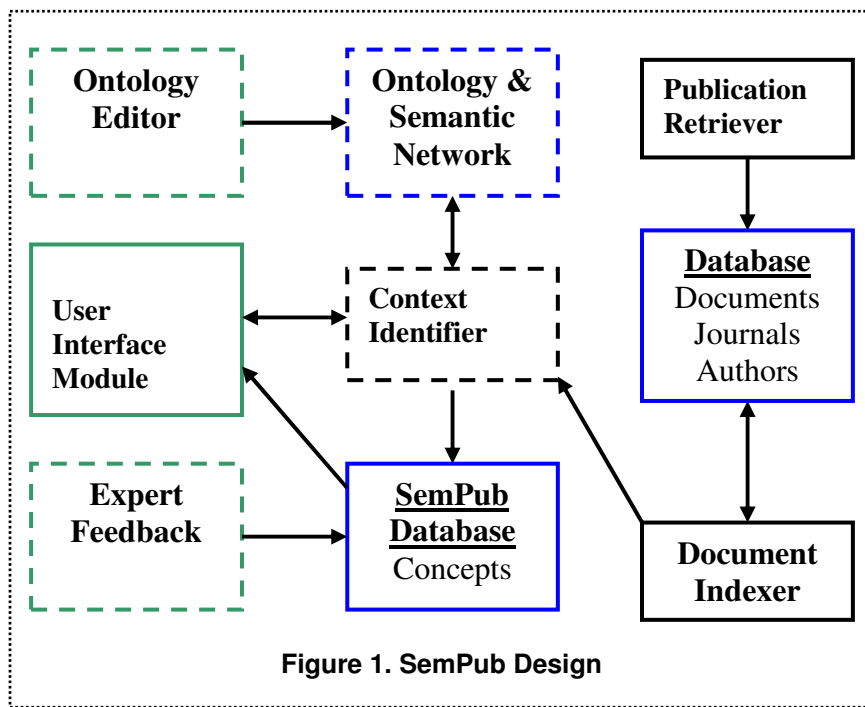 Ontology
Editor
Ontology &
Semantic
Network
Publication
Retriever
User
Interface
Module
Context
Identifier
Database
Documents
Journals
Authors
Expert
Feedback
SemPub
Database
Concepts
Document
Indexer
Figure 1. SemPub Design